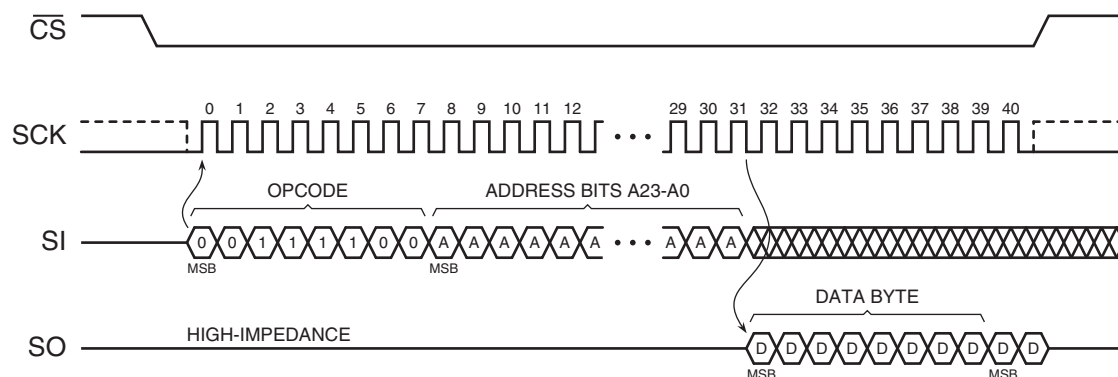 CS
0 1 2 3 4 5 6 7 8 9 10 11 12 29 30 31 32 33 34 35 36 37 38 39 40
SCK
OPCODE ADDRESS BITS A23-A0
SI 0 0 1 1 1 1 0 0 A A A A A A A A A
MSB MSB
DATA BYTE
HIGH-IMPEDANCE
SO D D D D D D D D D D
MSB MSB